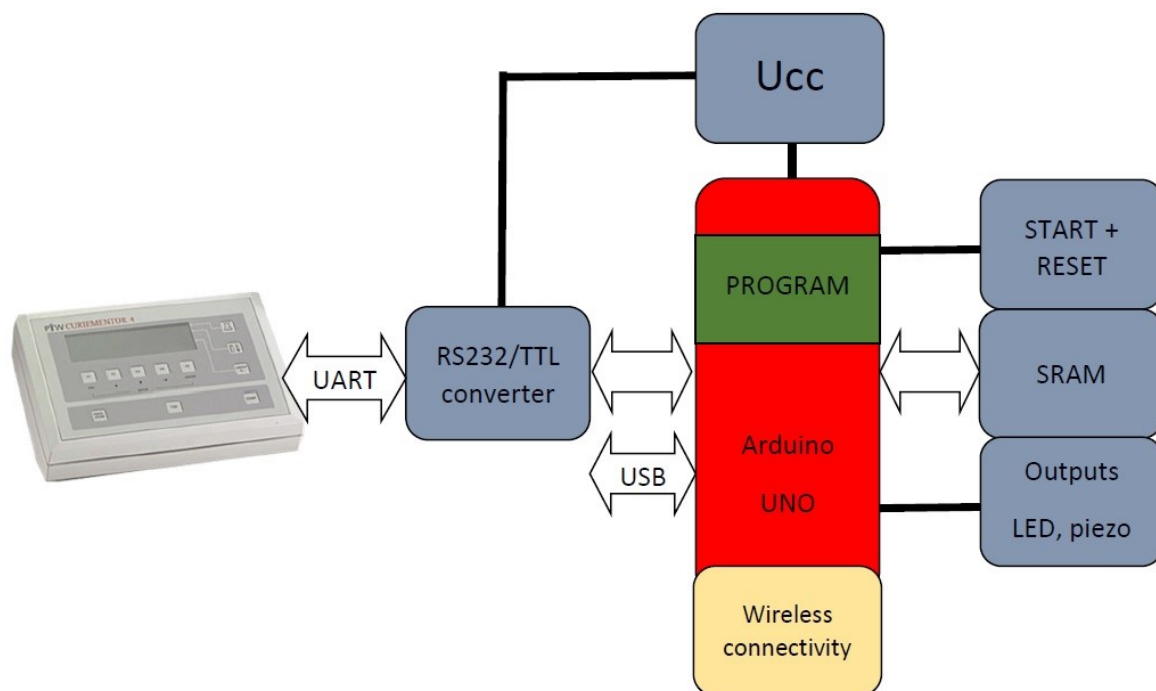 Ucc
START +
RESET
PROGRAM
PTW CURIEMENTOR 4
UART
RS232/TTL
converter
SRAM
Arduino
UNO
USB
Outputs
LED, piezo
Wireless
connectivity